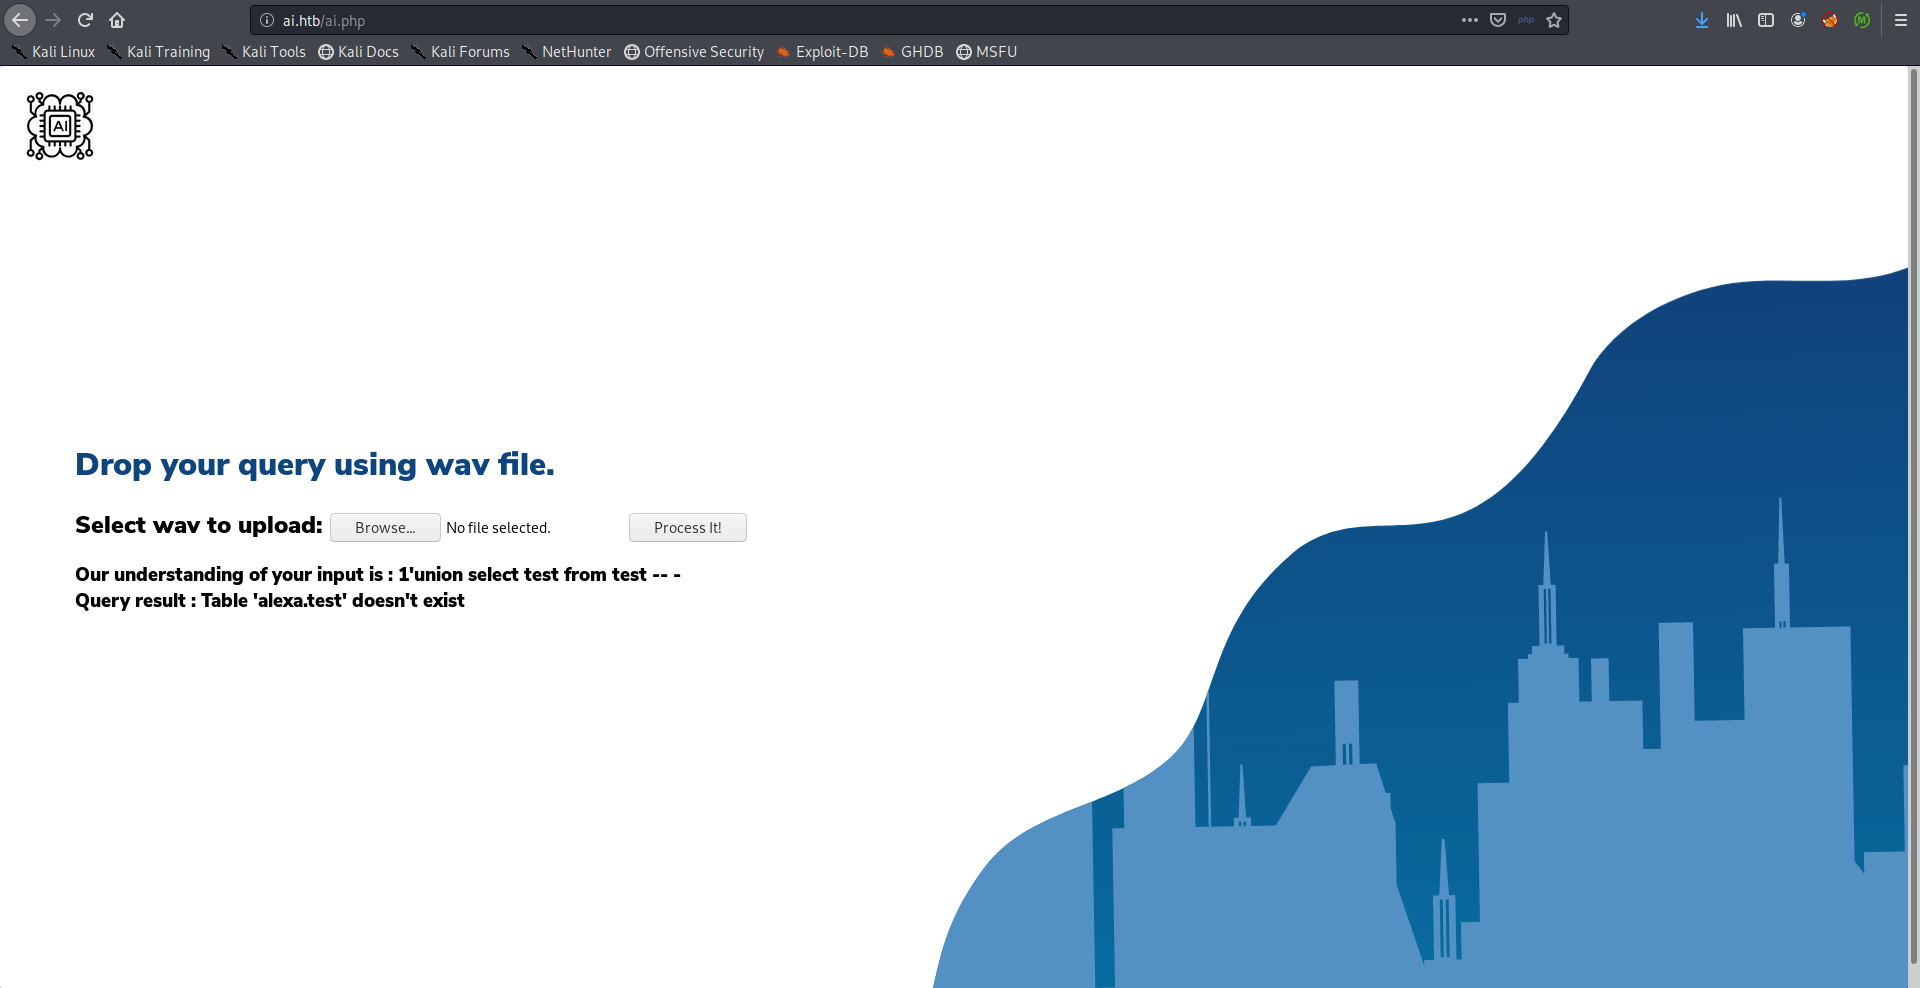 ai.htb/ai.php
php
Kali Linux Kali Training Kali Tools Kali Docs Kali Forums NetHunter Offensive Security Exploit-DB GHDB MSFU
AI
Drop your query using wav file.
Select wav to upload: Browse... No file selected. Process It!
Our understanding of your input is : 1'union select test from test -- -
Query result : Table 'alexa.test' doesn't exist